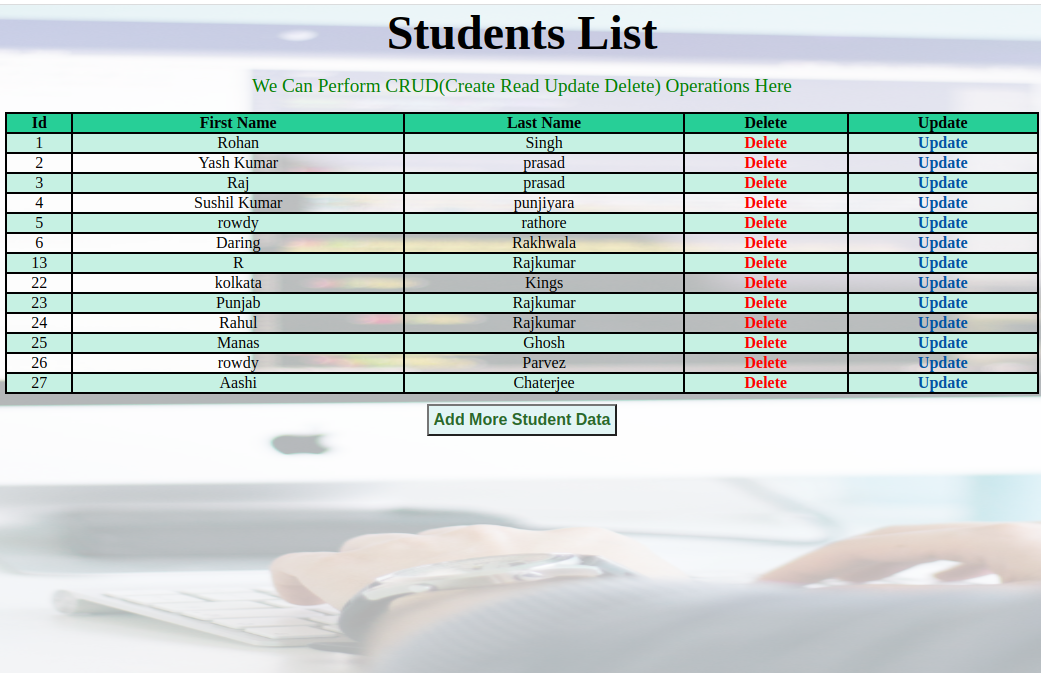 Students List
We Can Perform CRUD(Create Read Update Delete) Operations Here
Id First Name Last Name Delete Update
1 Rohan Singh Delete Update
2 Yash Kumar prasad Delete Update
3 Raj prasad Delete Update
4 Sushil Kumar punjiyara Delete Update
5 rowdy rathore Delete Update
6 Daring Rakhwala Delete Update
13 R Rajkumar Delete Update
22 kolkata Kings Delete Update
23 Punjab Rajkumar Delete Update
24 Rahul Rajkumar Delete Update
25 Manas Ghosh Delete Update
26 rowdy Parvez Delete Update
27 Aashi Chaterjee Delete Update
Add More Student Data